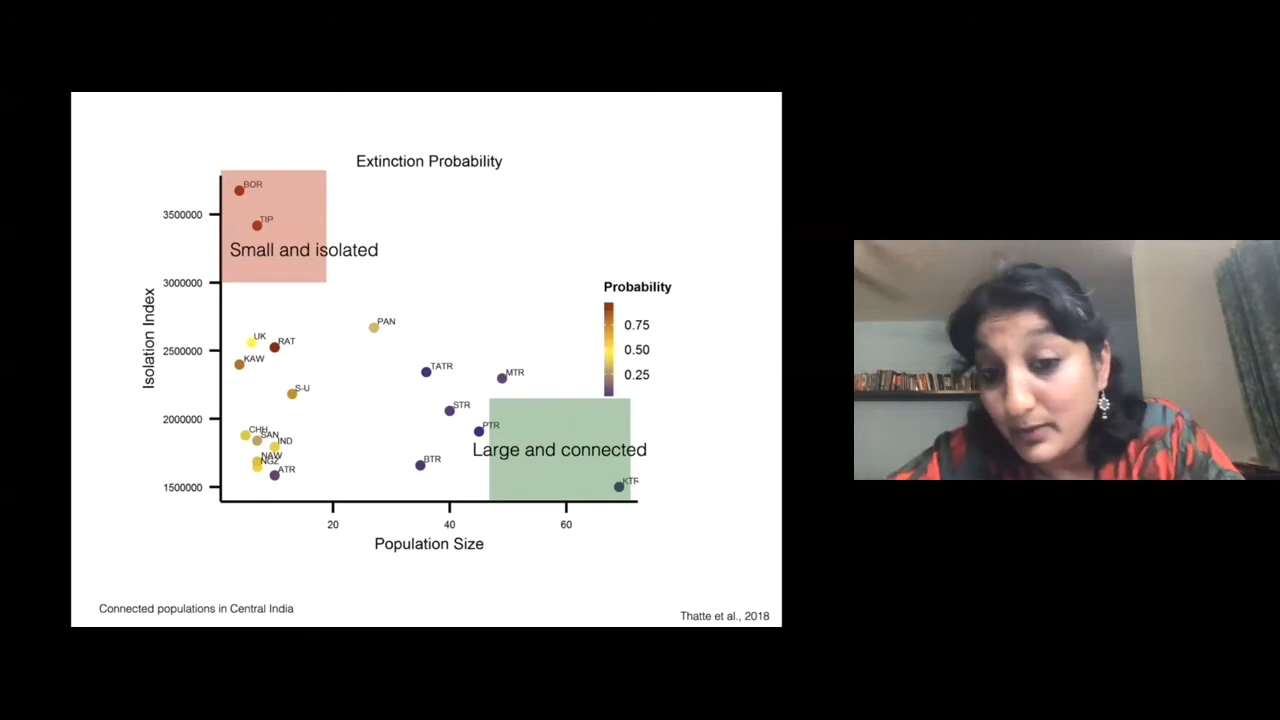 Extinction Probability
BOR
3500000
TIP
Small and isolated
3000000
Probability
PAN
0.75
UK
RAT
2500000
0.50
KAW
TATR
MTR
0.25
S-U
Isolation Index
STR
2000000
CHH
SAN
IND
PTR
Large and connected
NAW
NGZ
BTR
ATR
1500000
KTR
20
40
60
Population Size
Connected populations in Central India
Thatte et al., 2018